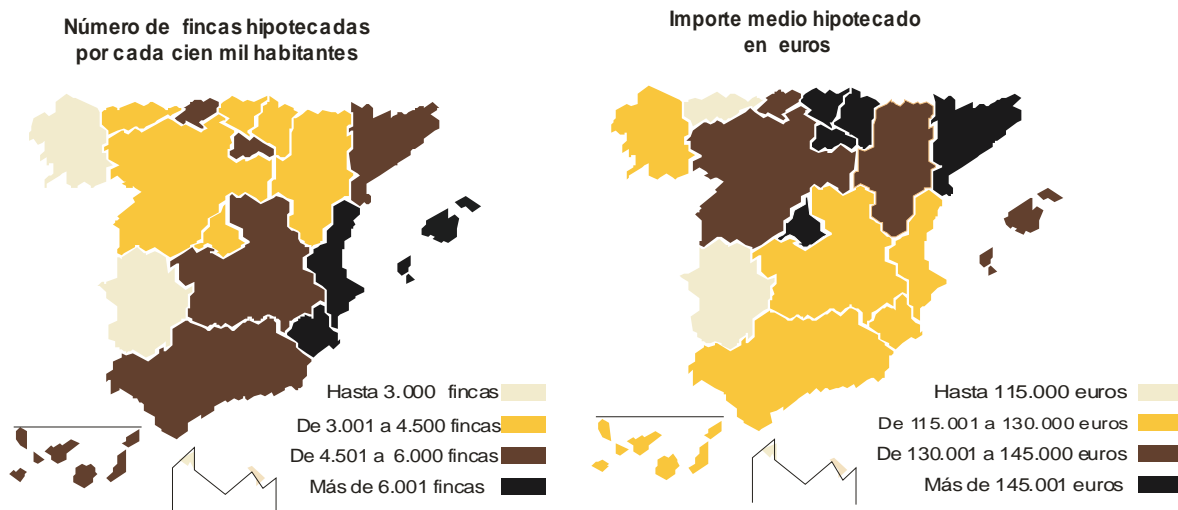 Número de fincas hipotecadas
por cada cien mil habitantes
Hasta 3.000 fincas
De 3.001 a 4.500 fincas
De 4.501 a 6.000 fincas
Más de 6.001 fincas
Importe medio hipotecado
en euros
Hasta 115.000 euros
De 115.001 a 130.000 euros
De 130.001 a 145.000 euros
Más de 145.001 euros